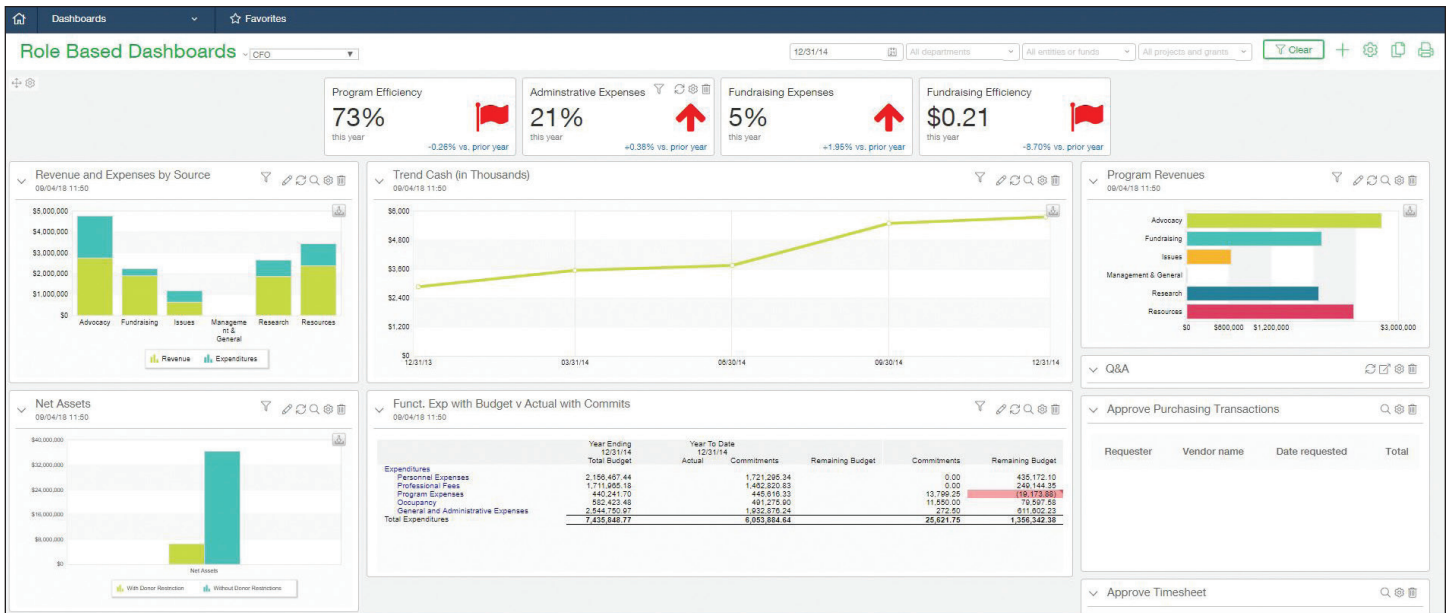 Dashboards Favorites
Role Based Dashboards - CFO 12/31/14 All departments All entities or funds All projects and grants Clear
Program Efficiency
73%
this year
-0.26% vs. prior year
Adminstrative Expenses
21%
this year
+0.38% vs. prior year
Fundraising Expenses
5%
this year
+1.95% vs. prior year
Fundraising Efficiency
$0.21
this year
-8.70% vs. prior year
Revenue and Expenses by Source
09/04/18 11:50
$5,000,000
$4,000,000
$3,000,000
$2,000,000
$1,000,000
$0
Advocacy Fundraising Issues Manageme Research Resources
nt &
General
Revenue Expenditures
Trend Cash (in Thousands)
09/04/18 11:50
$6,000
$4,800
$3,600
$2,400
$1,200
$0
12/31/13 03/31/14 06/30/14 09/30/14 12/31/14
Program Revenues
09/04/18 11:50
Advocacy
Fundraising
Issues
Management & General
Research
Resources
$0 $600,000 $1,200,000 $3,000,000
Q&A
Net Assets
09/04/18 11:50
$40,000,000
$32,000,000
$24,000,000
$16,000,000
$8,000,000
$0
Net Assets
With Donor Restriction Without Donor Restrictions
Funct. Exp with Budget v Actual with Commits
09/04/18 11:50
Year Ending Year To Date
12/31/14 12/31/14
Total Budget Actual Commitments Remaining Budget Commitments Remaining Budget
Expenditures
Personnel Expenses 2,156,467.44 1,721,295.34 0.00 435,172.10
Professional Fees 1,711,965.18 1,462,820.83 0.00 249,144.35
Program Expenses 440,241.70 445,616.33 13,799.25 (19,173.88)
Occupancy 582,423.48 491,275.90 11,550.00 79,597.58
General and Administrative Expenses 2,544,750.97 1,932,876.24 272.50 611,602.23
Total Expenditures 7,435,848.77 6,053,884.64 25,621.75 1,356,342.38
Approve Purchasing Transactions
Requester Vendor name Date requested Total
Approve Timesheet